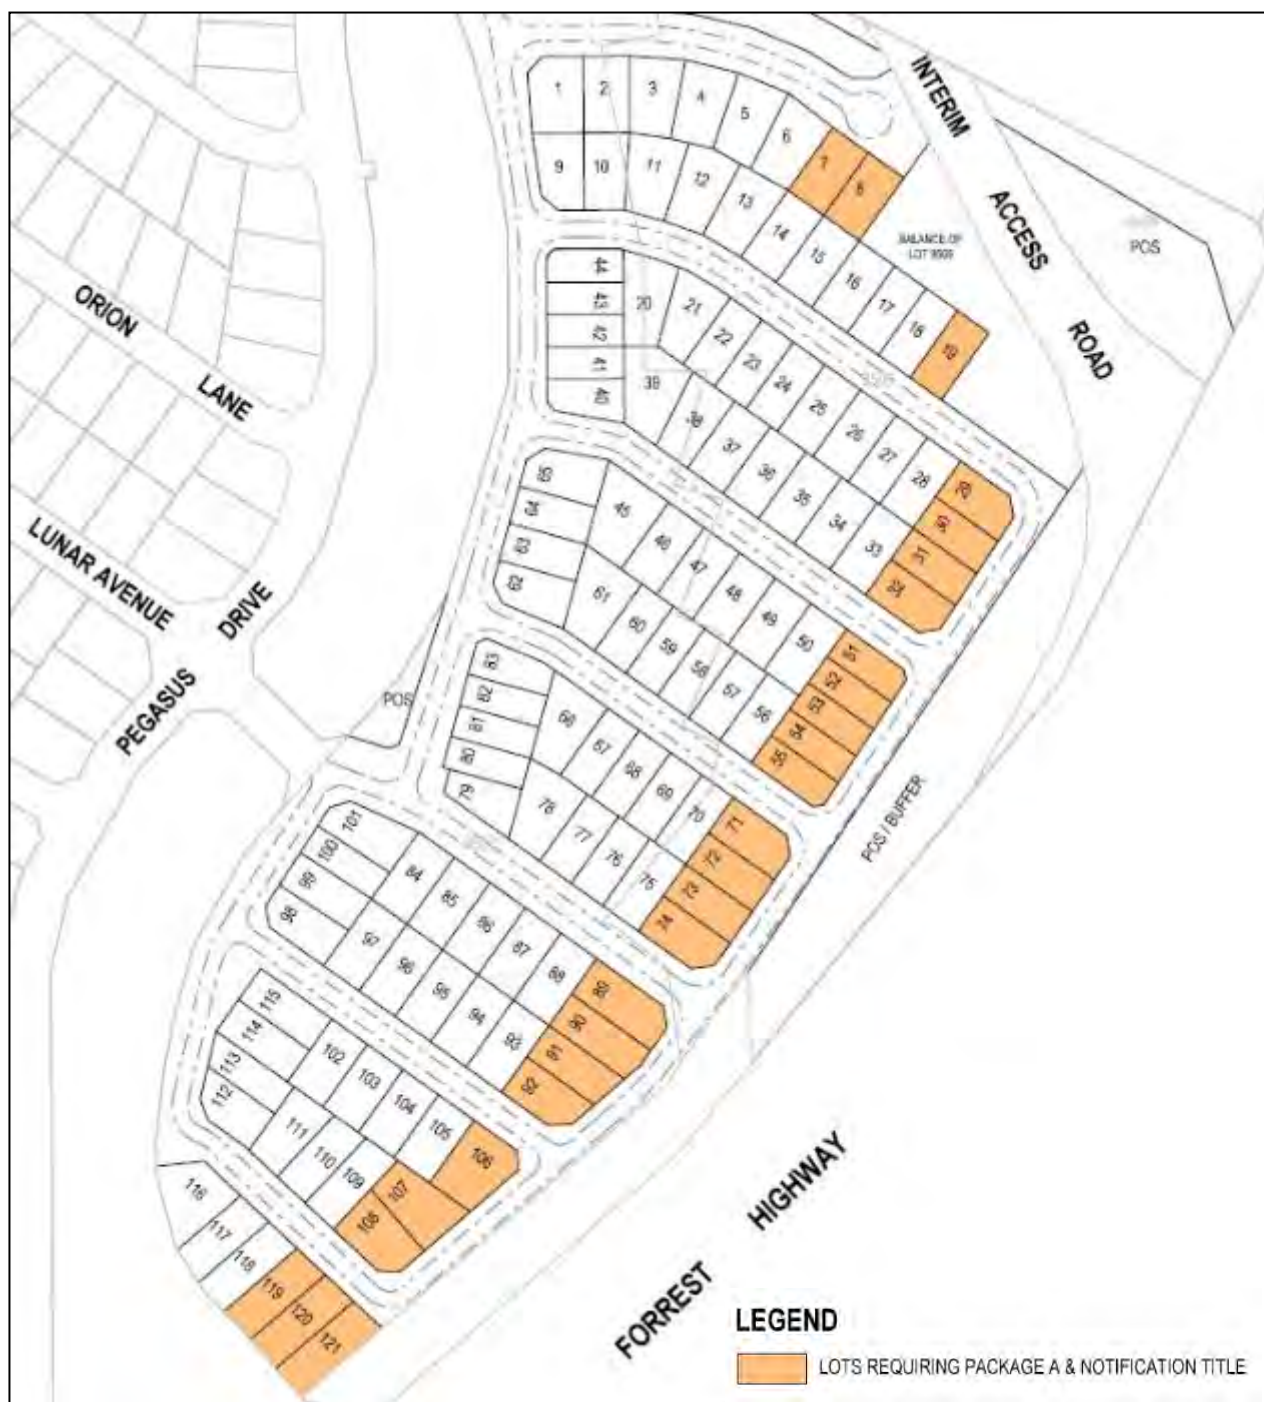 INTERIM
ACCESS
ROAD
POS
BALANCE OF
LOT 9509
1 2 3 4 5 6 7 8
9 10 11 12 13 14 15 16 17 18 19
44 20 21 22 23 24 25 26 27 28 29
43
42
41 39 38 37 36 35 34 33 30
40 31
32
ORION
LANE
LUNAR AVENUE
PEGASUS
DRIVE
POS
65 45 46 47 48 49 50 51
64 52
63 61 60 59 58 57 56 53
62 54
55
83 66 67 68 69 70 71
82 72
81 73
80 78 77 76 75 74
79
POS / BUFFER
101 84 85 86 87 88 89
100 90
99 97 96 95 94 93 91
98 92
115 102 103 104 105 106
114 107
113 111 110 109 108
112
116
117
118
119
120
121
FORREST
HIGHWAY
LEGEND
LOTS REQUIRING PACKAGE A & NOTIFICATION TITLE